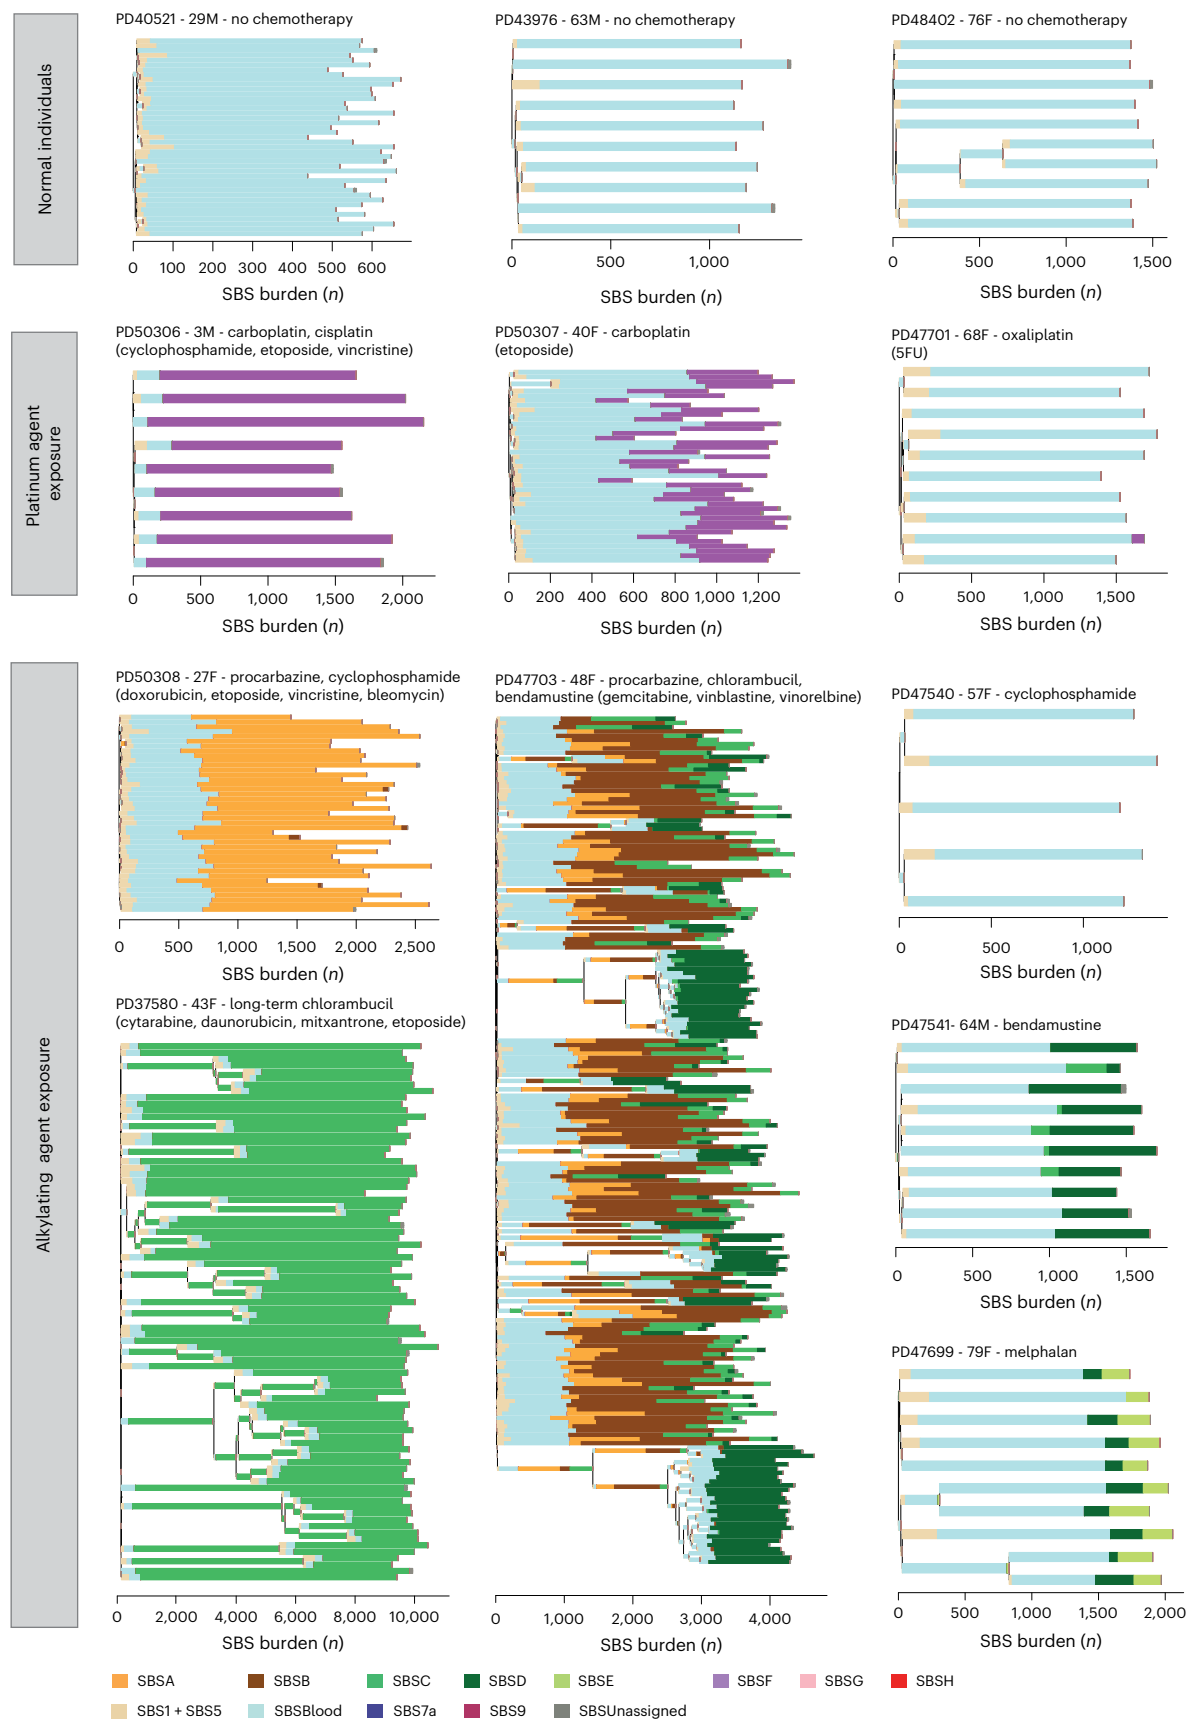 Normal individuals
PD40521 - 29M - no chemotherapy
0 100 200 300 400 500 600
SBS burden (n)
PD43976 - 63M - no chemotherapy
0 500 1,000
SBS burden (n)
PD48402 - 76F - no chemotherapy
0 500 1,000 1,500
SBS burden (n)
Platinum agent
exposure
PD50306 - 3M - carboplatin, cisplatin
(cyclophosphamide, etoposide, vincristine)
0 500 1,000 1,500 2,000
SBS burden (n)
PD50307 - 40F - carboplatin
(etoposide)
0 200 400 600 800 1,000 1,200
SBS burden (n)
PD47701 - 68F - oxaliplatin
(5FU)
0 500 1,000 1,500
SBS burden (n)
Alkylating agent exposure
PD50308 - 27F - procarbazine, cyclophosphamide
(doxorubicin, etoposide, vincristine, bleomycin)
0 500 1,000 1,500 2,000 2,500
SBS burden (n)
PD37580 - 43F - long-term chlorambucil
(cytarabine, daunorubicin, mitxantrone, etoposide)
0 2,000 4,000 6,000 8,000 10,000
SBS burden (n)
PD47703 - 48F - procarbazine, chlorambucil,
bendamustine (gemcitabine, vinblastine, vinorelbine)
0 1,000 2,000 3,000 4,000
SBS burden (n)
PD47540 - 57F - cyclophosphamide
0 500 1,000
SBS burden (n)
PD47541- 64M - bendamustine
0 500 1,000 1,500
SBS burden (n)
PD47699 - 79F - melphalan
0 500 1,000 1,500 2,000
SBS burden (n)
SBSA SBSB SBSC SBSD SBSE SBSF SBSG SBSH
SBS1 + SBS5 SBSBlood SBS7a SBS9 SBSUnassigned